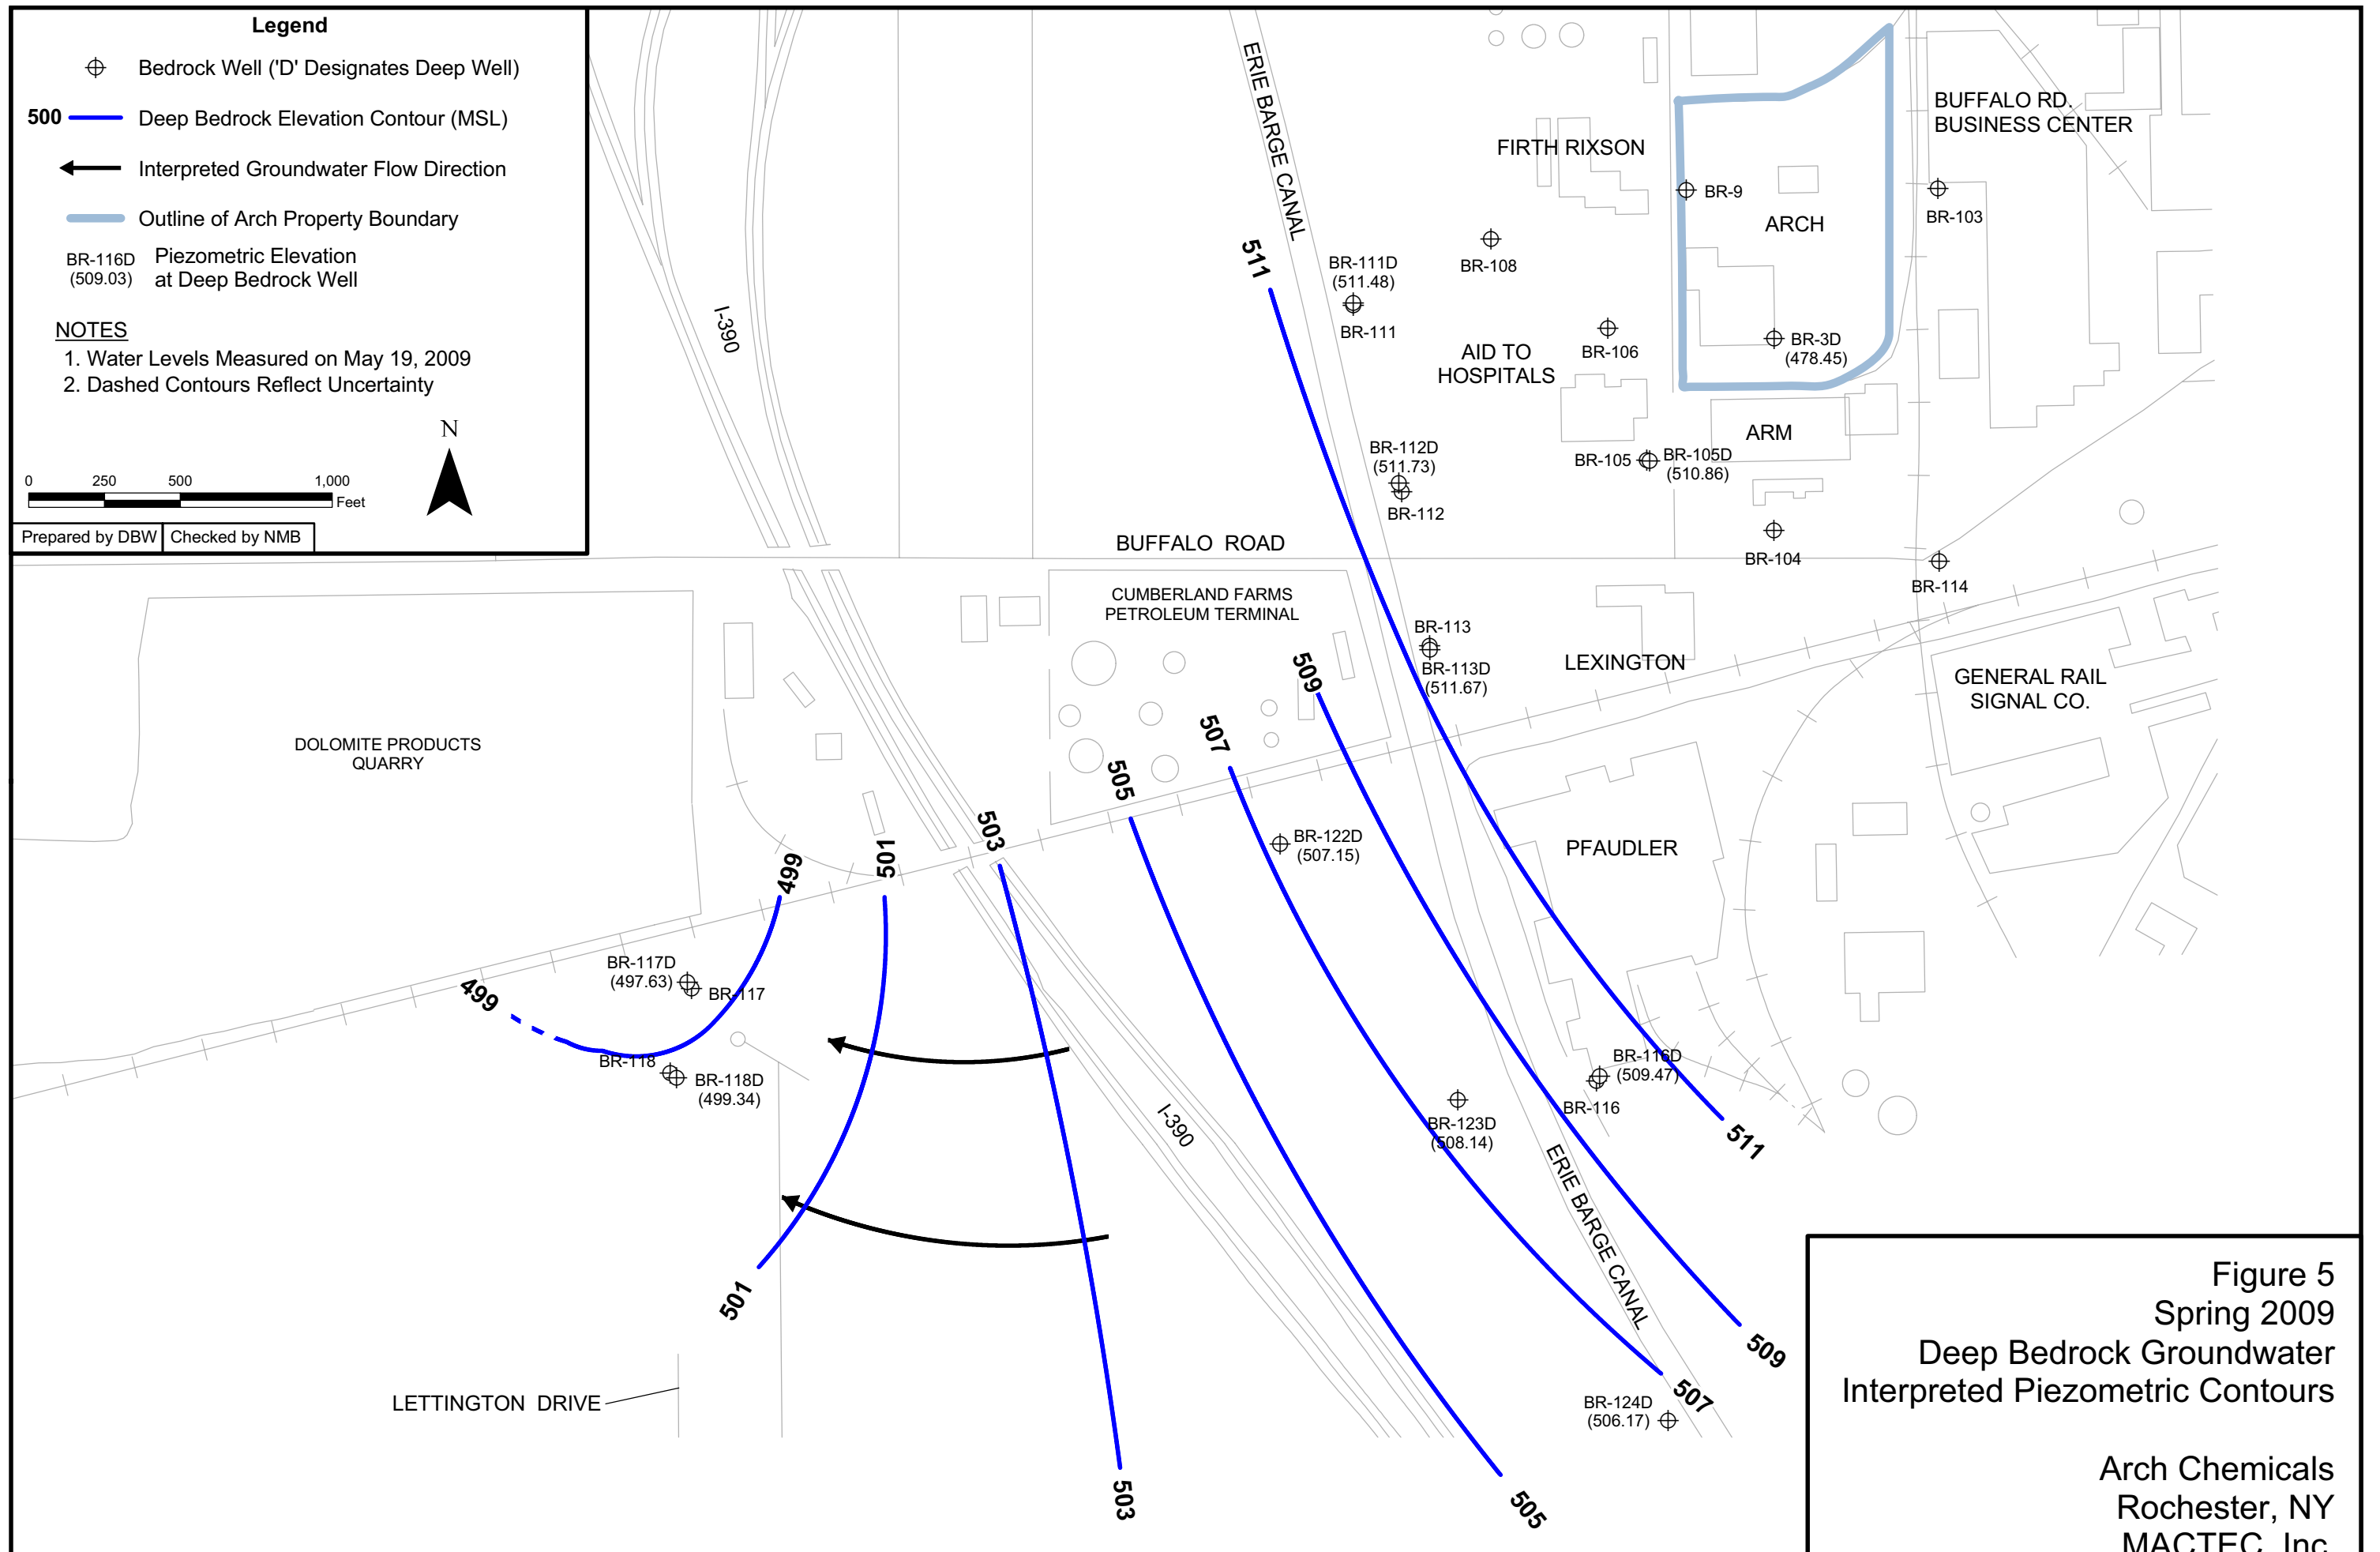 Legend
Bedrock Well ('D' Designates Deep Well)
500 Deep Bedrock Elevation Contour (MSL)
Interpreted Groundwater Flow Direction
Outline of Arch Property Boundary
BR-116D
(509.03)
Piezometric Elevation
at Deep Bedrock Well
NOTES
1. Water Levels Measured on May 19, 2009
2. Dashed Contours Reflect Uncertainty
N
0 250 500 1,000
Feet
Prepared by DBW
Checked by NMB
I-390
ERIE BARGE CANAL
FIRTH RIXSON
BUFFALO RD.
BUSINESS CENTER
BR-9
ARCH
BR-103
BR-108
511
BR-111D
(511.48)
BR-111
AID TO
HOSPITALS
BR-106
BR-3D
(478.45)
ARM
BR-112D
(511.73)
BR-112
BR-105
BR-105D
(510.86)
BUFFALO ROAD
BR-104
BR-114
CUMBERLAND FARMS
PETROLEUM TERMINAL
BR-113
BR-113D
(511.67)
LEXINGTON
GENERAL RAIL
SIGNAL CO.
509
507
505
503
501
499
DOLOMITE PRODUCTS
QUARRY
BR-122D
(507.15)
PFAUDLER
BR-117D
(497.63)
BR-117
499
BR-118
BR-118D
(499.34)
I-390
BR-123D
(508.14)
BR-116D
(509.47)
BR-116
511
ERIE BARGE CANAL
501
509
507
BR-124D
(506.17)
LETTINGTON DRIVE
503
505
Figure 5
Spring 2009
Deep Bedrock Groundwater
Interpreted Piezometric Contours
Arch Chemicals
Rochester, NY
MACTEC, Inc.